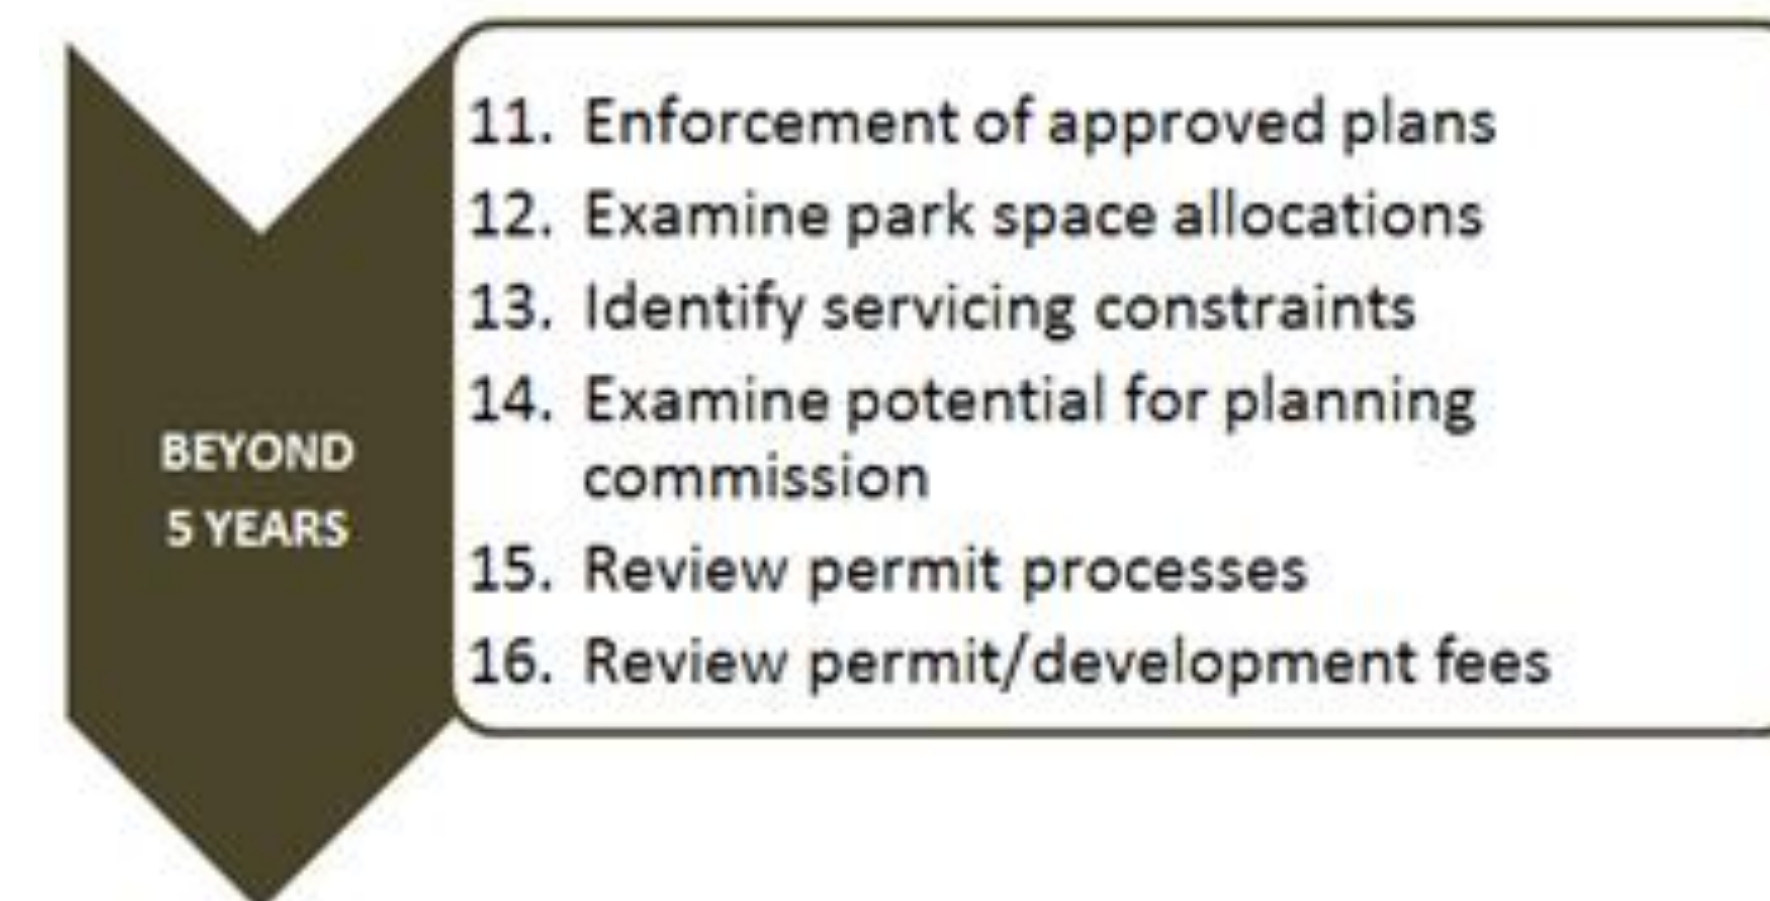 BEYOND
5 YEARS
11. Enforcement of approved plans
12. Examine park space allocations
13. Identify servicing constraints
14. Examine potential for planning
commission
15. Review permit processes
16. Review permit/development fees